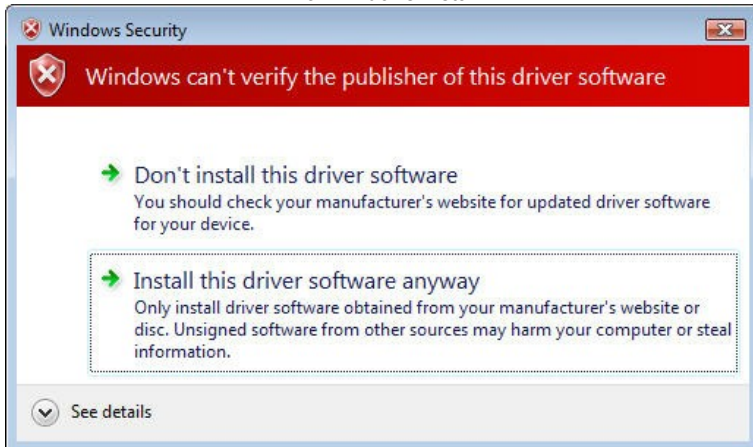 Windows Security
Windows can't verify the publisher of this driver software
Don't install this driver software
You should check your manufacturer's website for updated driver software
for your device.
Install this driver software anyway
Only install driver software obtained from your manufacturer's website or
disc. Unsigned software from other sources may harm your computer or steal
information.
See details